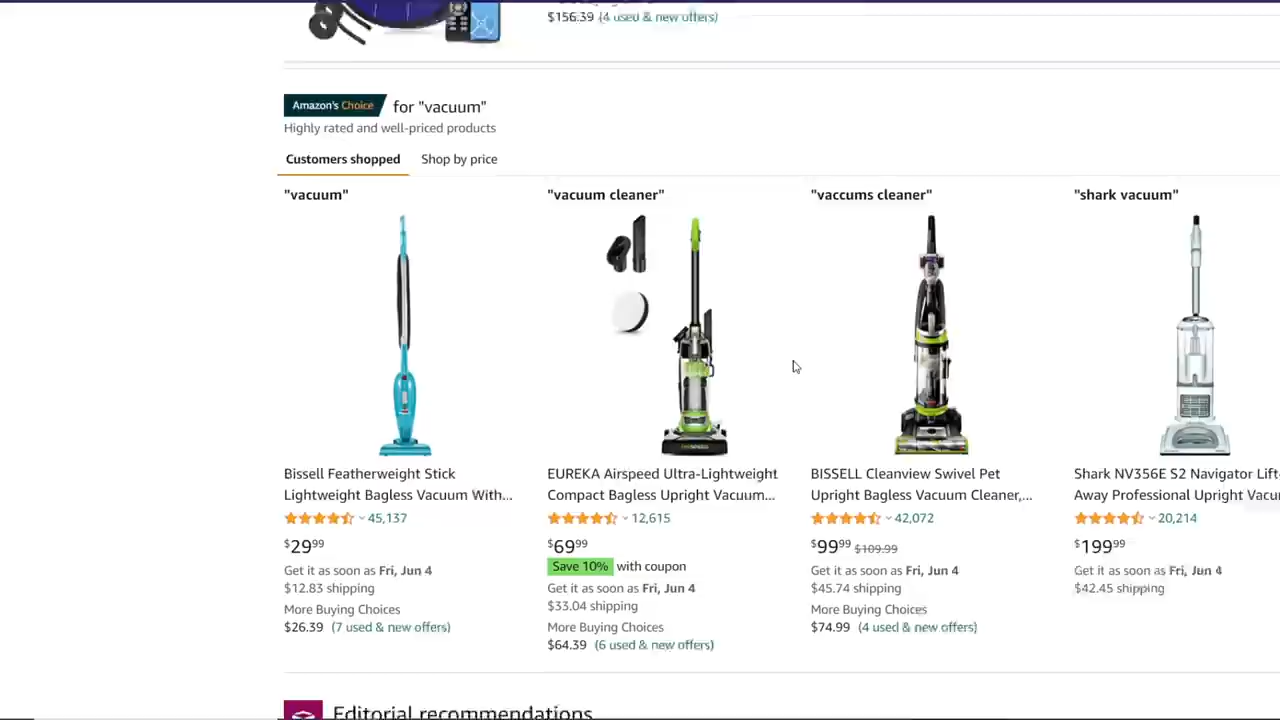 $156.39 (4 used & new offers)
Amazon's Choice for "vacuum"
Highly rated and well-priced products
Customers shopped Shop by price
"vacuum"
Bissell Featherweight Stick
Lightweight Bagless Vacuum With...
45,137
$29.99
Get it as soon as Fri, Jun 4
$12.83 shipping
More Buying Choices
$26.39 (7 used & new offers)
"vacuum cleaner"
EUREKA Airspeed Ultra-Lightweight
Compact Bagless Upright Vacuum...
12,615
$69.99
Save 10% with coupon
Get it as soon as Fri, Jun 4
$33.04 shipping
More Buying Choices
$64.39 (6 used & new offers)
"vaccums cleaner"
BISSELL Cleanview Swivel Pet
Upright Bagless Vacuum Cleaner,...
42,072
$99.99 $109.99
Get it as soon as Fri, Jun 4
$45.74 shipping
More Buying Choices
$74.99 (4 used & new offers)
"shark vacuum"
Shark NV356E S2 Navigator Lift-
Away Professional Upright Vacu
20,214
$199.99
Get it as soon as Fri, Jun 4
$42.45 shipping
Editorial recommendations